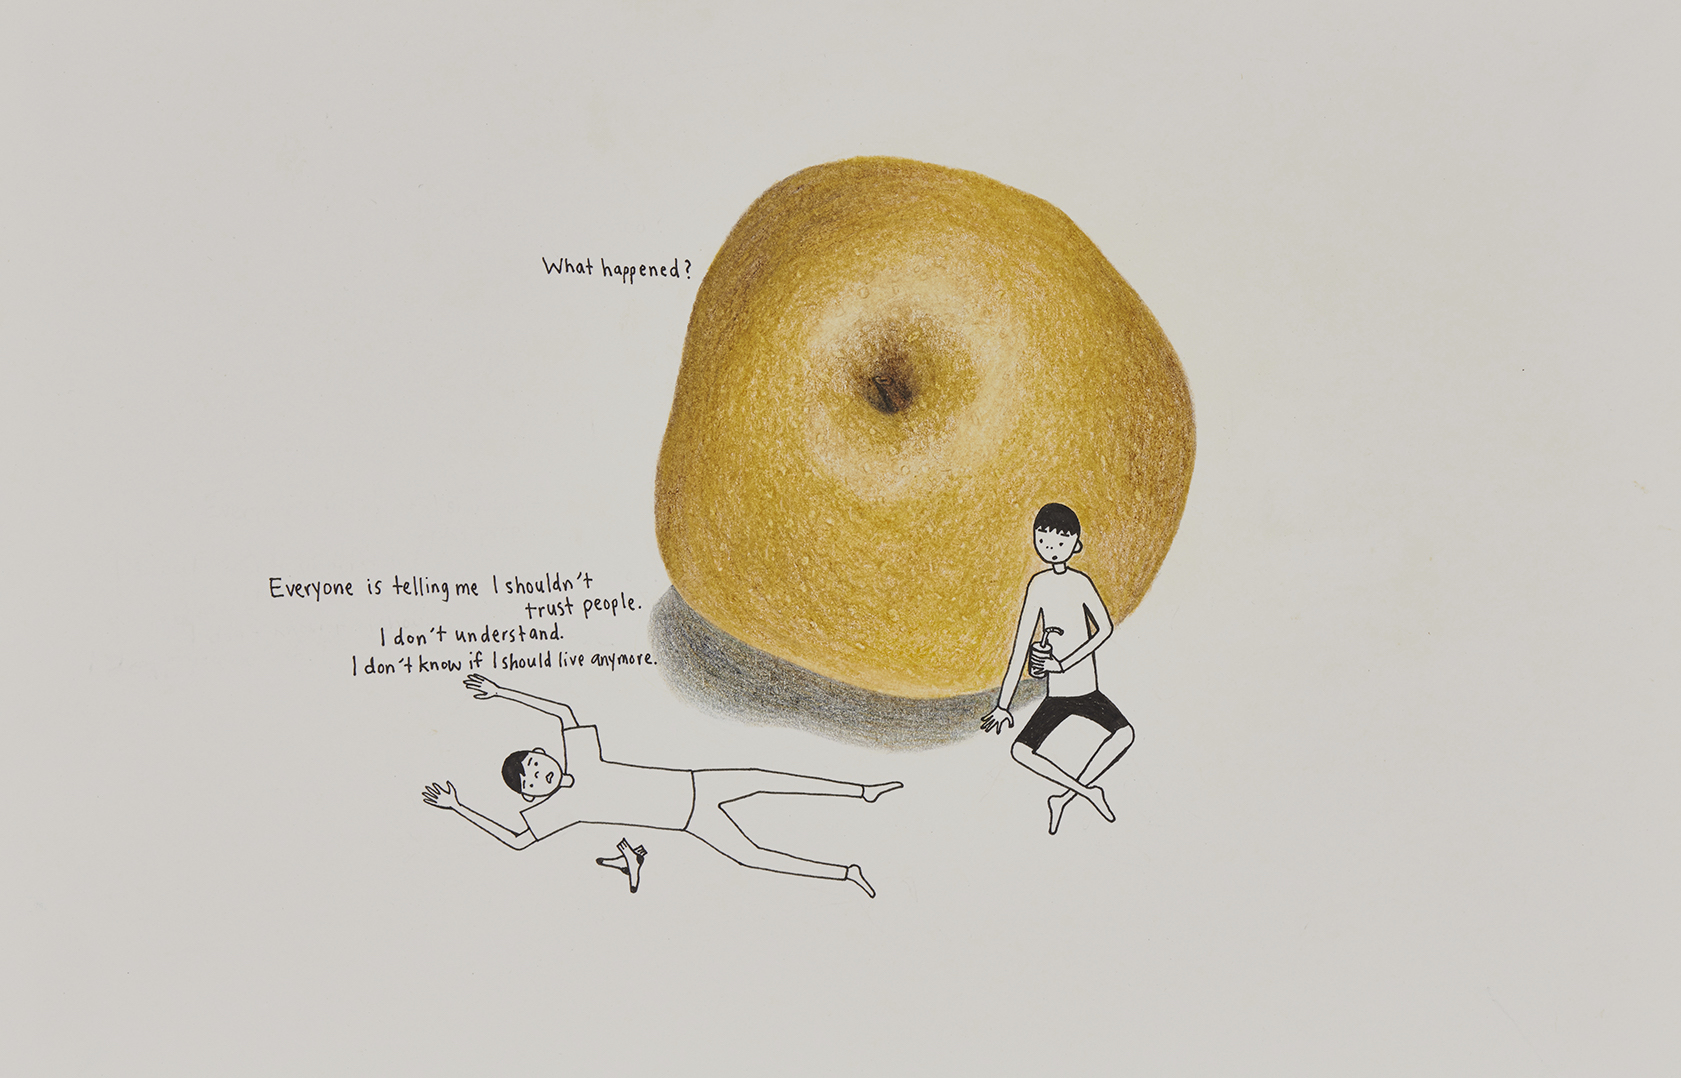 What happened?
Everyone is telling me I shouldn't
trust people.
I don't understand.
I don't know if I should live anymore.